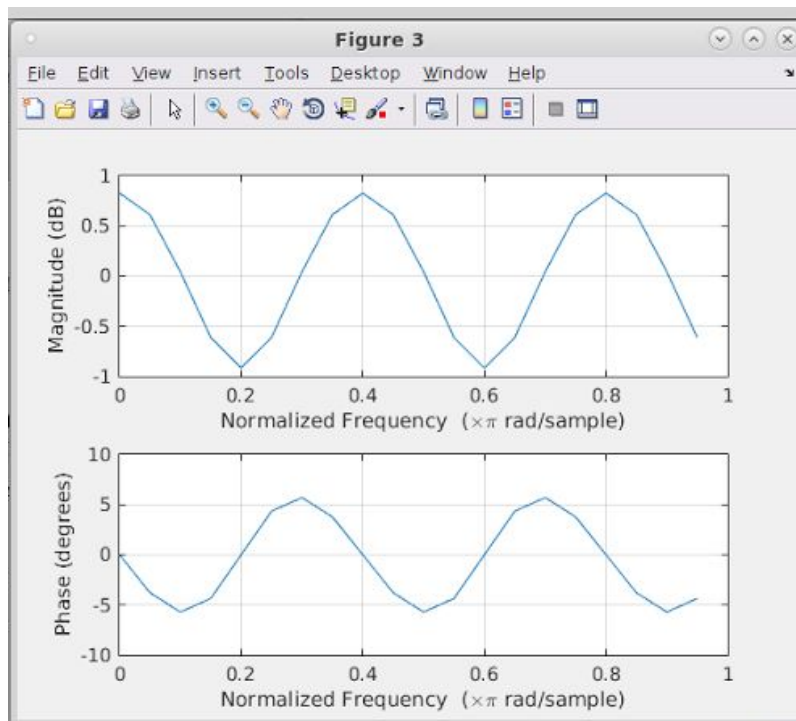 Figure 3
File Edit View Insert Tools Desktop Window Help
1
0.5
0
-0.5
-1
Magnitude (dB)
0 0.2 0.4 0.6 0.8 1
Normalized Frequency (×π rad/sample)
10
5
0
-5
-10
Phase (degrees)
0 0.2 0.4 0.6 0.8 1
Normalized Frequency (×π rad/sample)